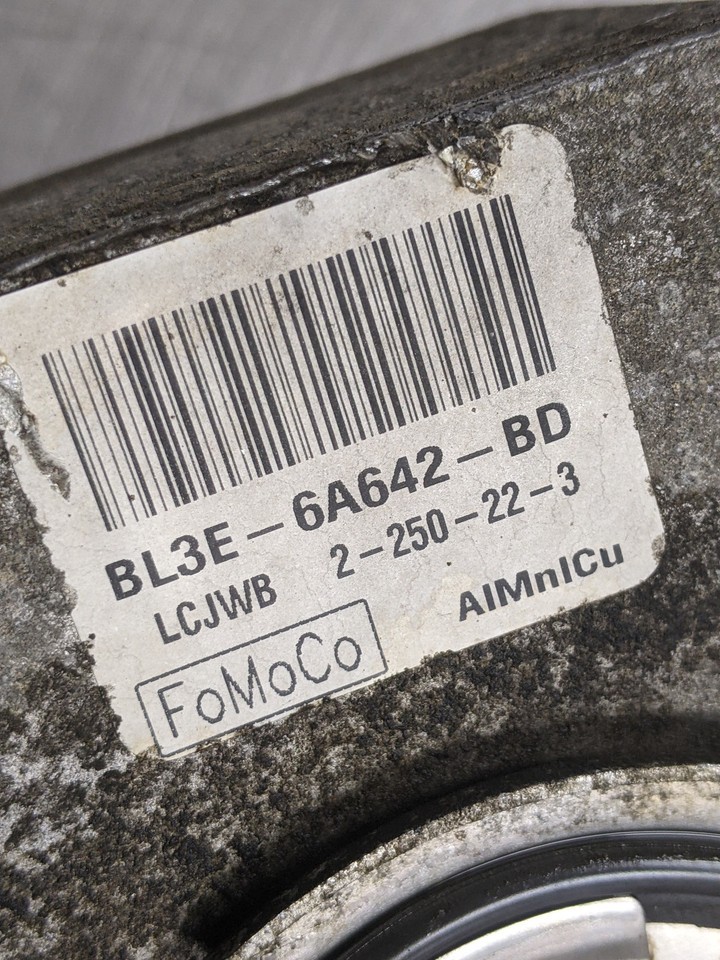 BL3E-6A642-BD
LCJWB 2-250-22-3
AlMnICu
FoMoCo